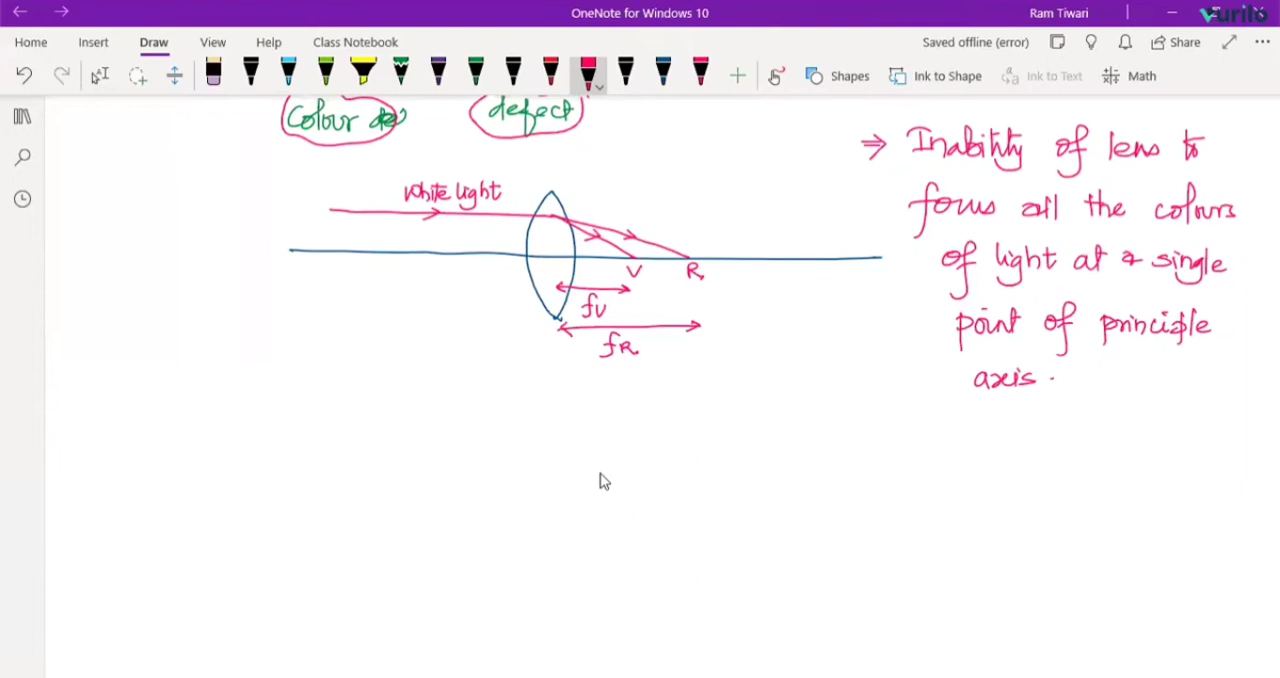 OneNote for Windows 10
Ram Tiwari
Yurilo
Home Insert Draw View Help Class Notebook
Saved offline (error)
Share
Shapes
Ink to Shape
Ink to Text
Math
Colour
defect
White light
V
R
fV
fR
⇒ Inability of lens to
focus all the colours
of light at a single
point of principle
axis .